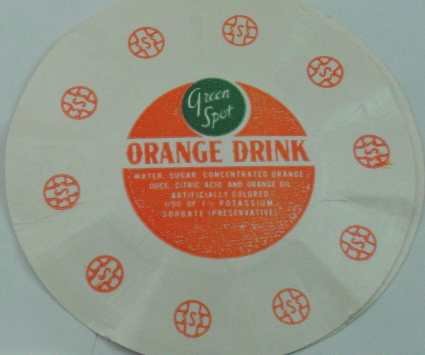 Green
Spot
ORANGE DRINK
WATER, SUGAR, CONCENTRATED ORANGE
JUICE, CITRIC ACID AND ORANGE OIL
ARTIFICIALLY COLORED
1/20 OF 1% POTASSIUM
SORBATE (PRESERVATIVE)
S
S
S
S
S
S
S
S
S
S